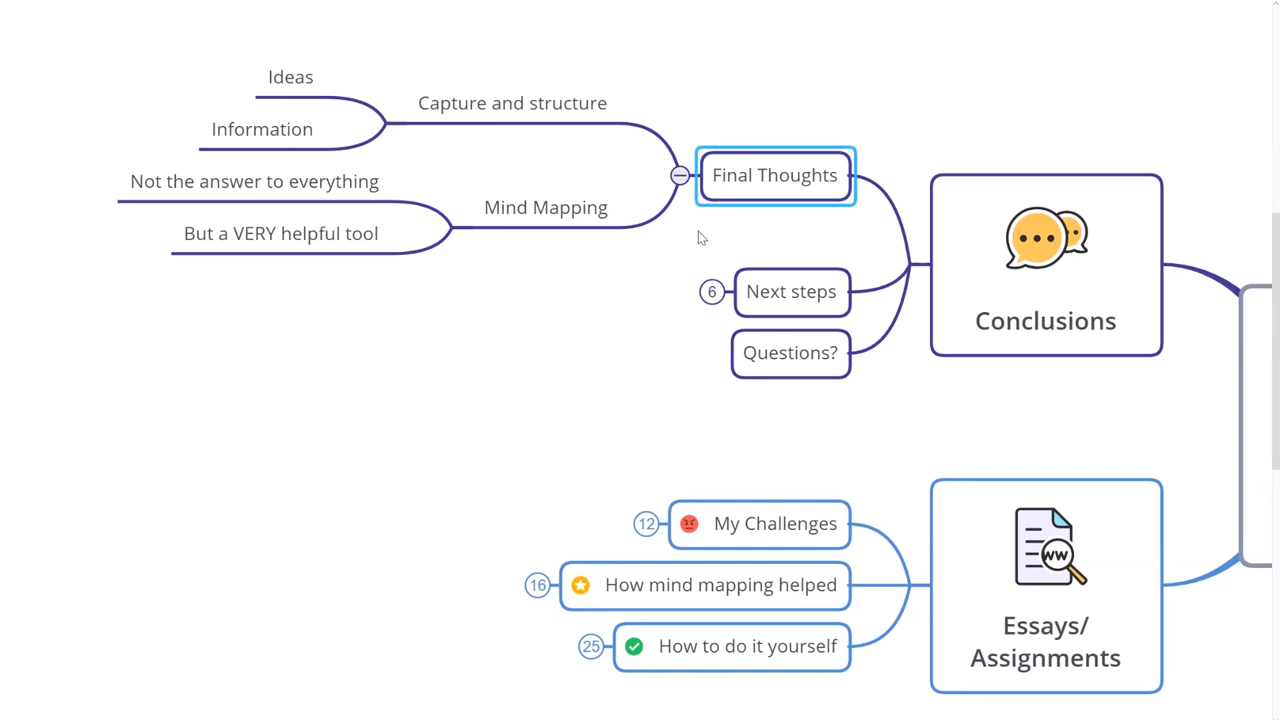 Ideas
Capture and structure
Information
Final Thoughts
Not the answer to everything
Mind Mapping
But a VERY helpful tool
6
Next steps
Conclusions
Questions?
12
My Challenges
16
How mind mapping helped
25
How to do it yourself
WW
Essays/
Assignments